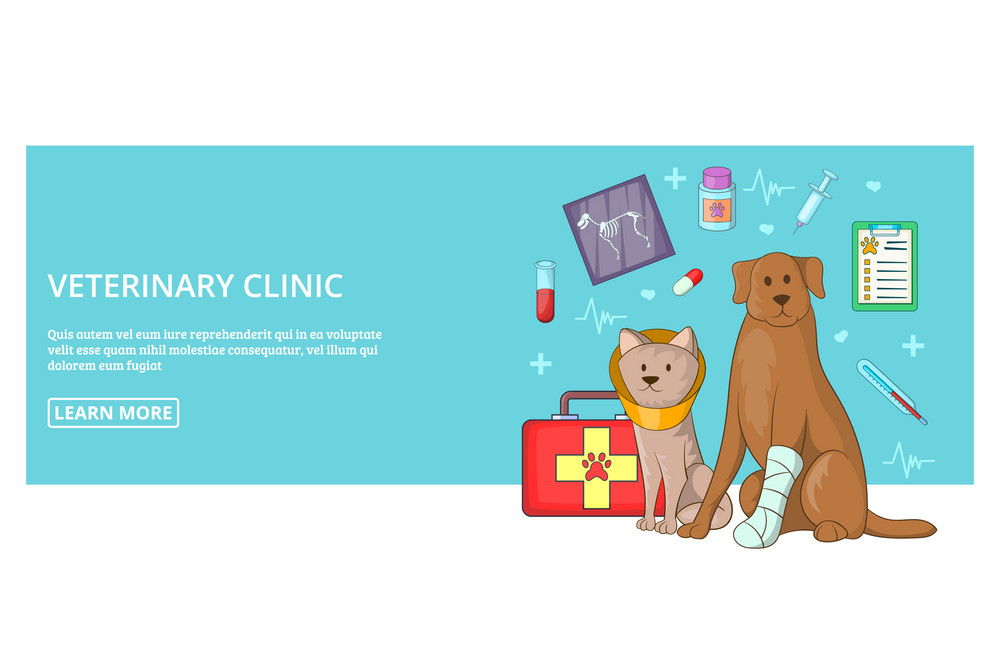 VETERINARY CLINIC
Quis autem vel eum iure reprehenderit qui in ea voluptate
velit esse quam nihil molestiae consequatur, vel illum qui
dolorem eum fugiat
LEARN MORE